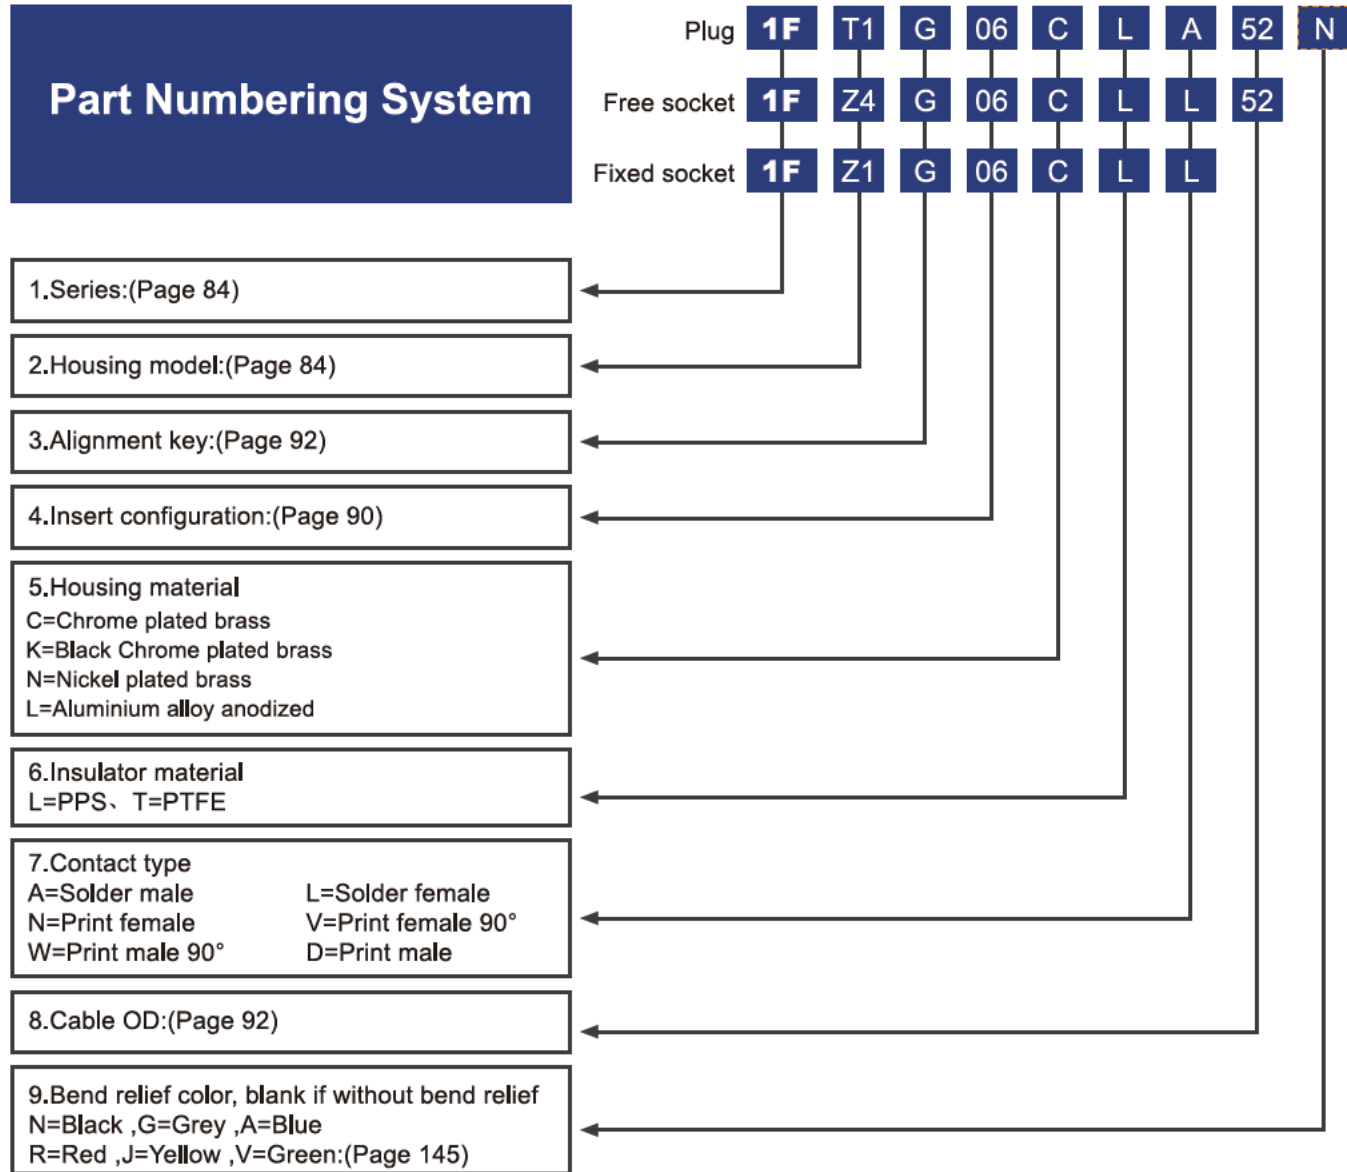 Part Numbering System
Plug 1F T1 G 06 C L A 52 N
Free socket 1F Z4 G 06 C L L 52
Fixed socket 1F Z1 G 06 C L L
1.Series:(Page 84)
2.Housing model:(Page 84)
3.Alignment key:(Page 92)
4.Insert configuration:(Page 90)
5.Housing material
C=Chrome plated brass
K=Black Chrome plated brass
N=Nickel plated brass
L=Aluminium alloy anodized
6.Insulator material
L=PPS、T=PTFE
7.Contact type
A=Solder male L=Solder female
N=Print female V=Print female 90°
W=Print male 90° D=Print male
8.Cable OD:(Page 92)
9.Bend relief color, blank if without bend relief
N=Black ,G=Grey ,A=Blue
R=Red ,J=Yellow ,V=Green:(Page 145)